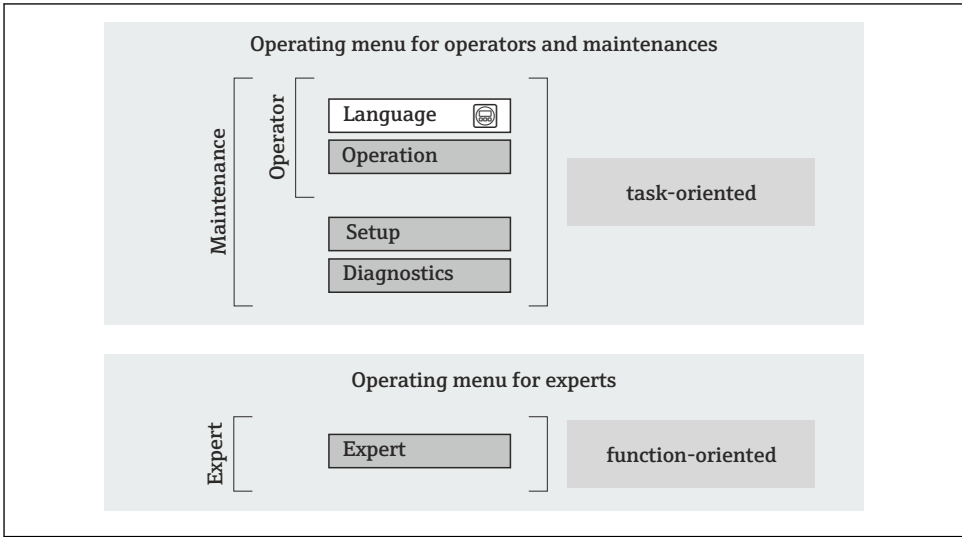 Operating menu for operators and maintenances
Maintenance
Operator
Language
Operation
task-oriented
Setup
Diagnostics
Operating menu for experts
Expert
Expert
function-oriented